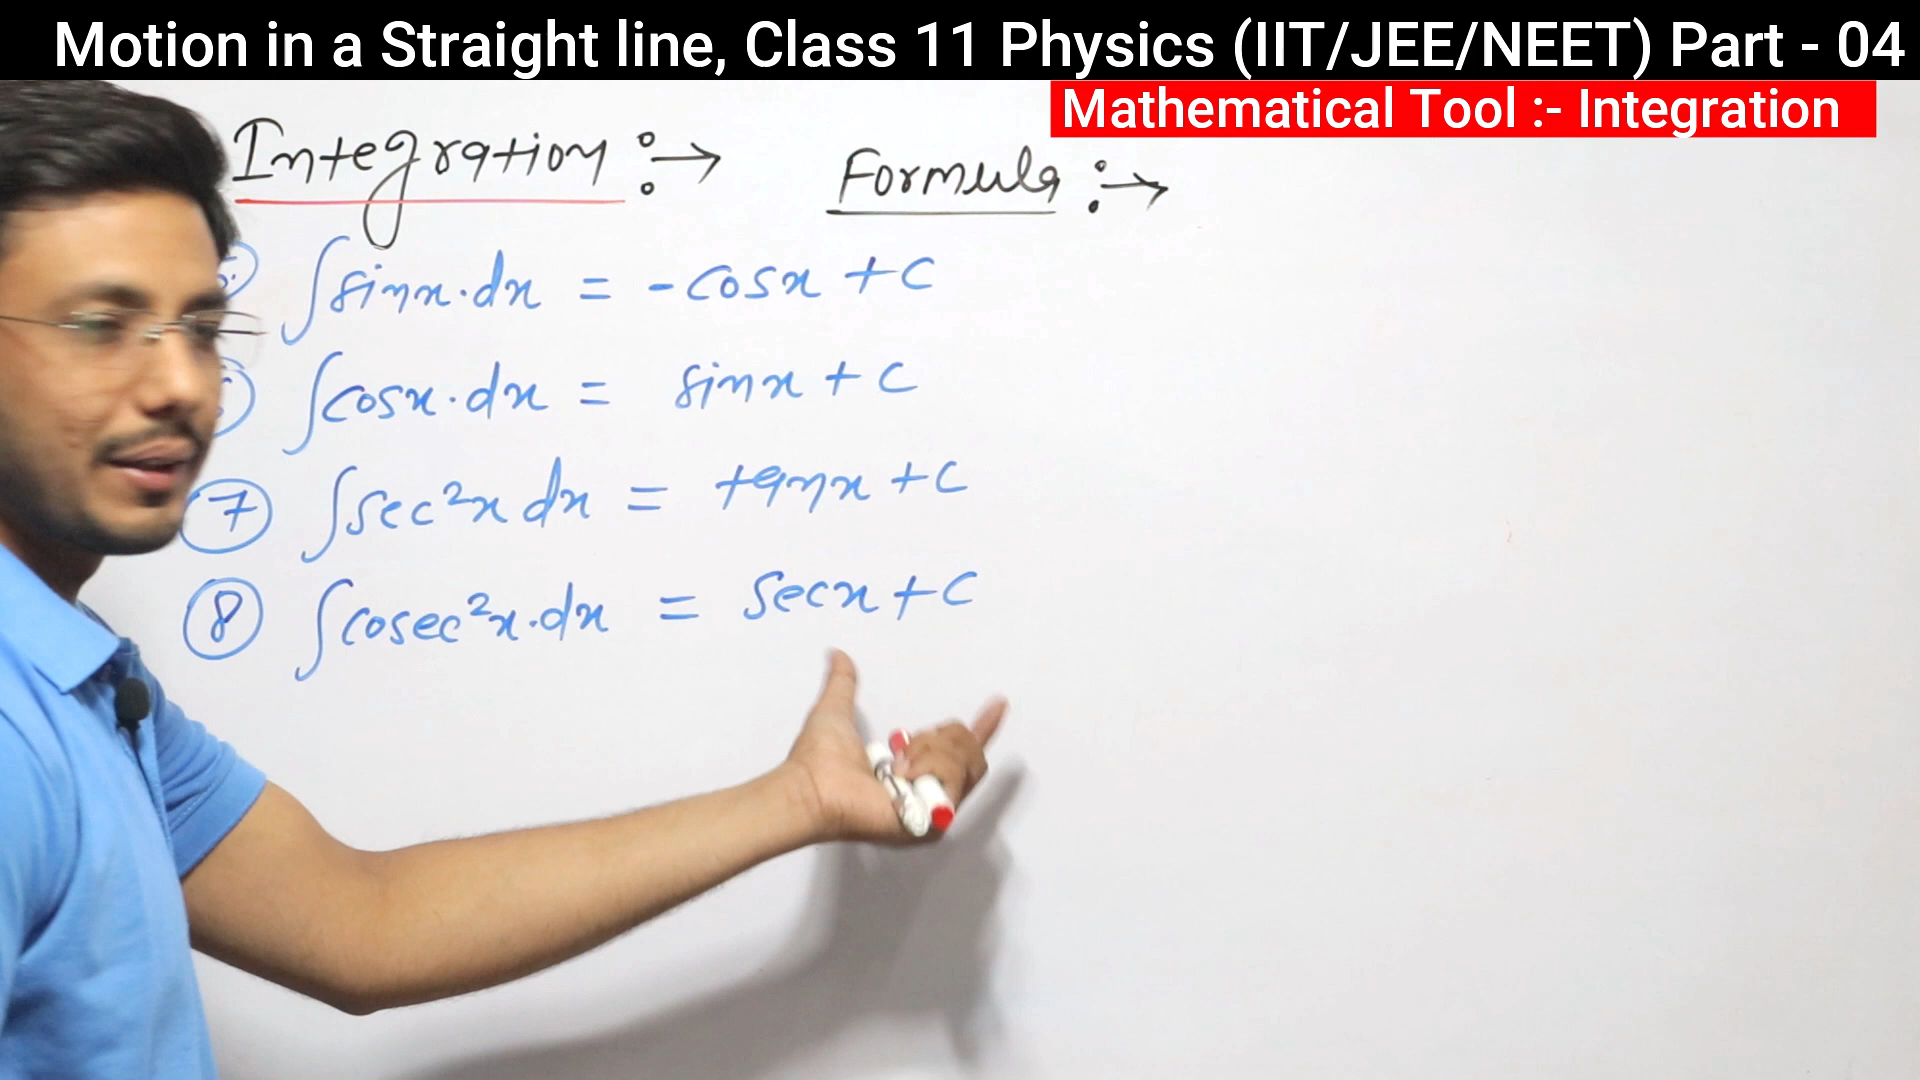 Motion in a Straight line, Class 11 Physics (IIT/JEE/NEET) Part - 04
Mathematical Tool :- Integration
Integration :→ Formula :→
∫sinx·dx = -cosx + c
∫cosx·dx = sinx + c
7 ∫sec²x dx = tanx + c
8 ∫cosec²x·dx = secx + c